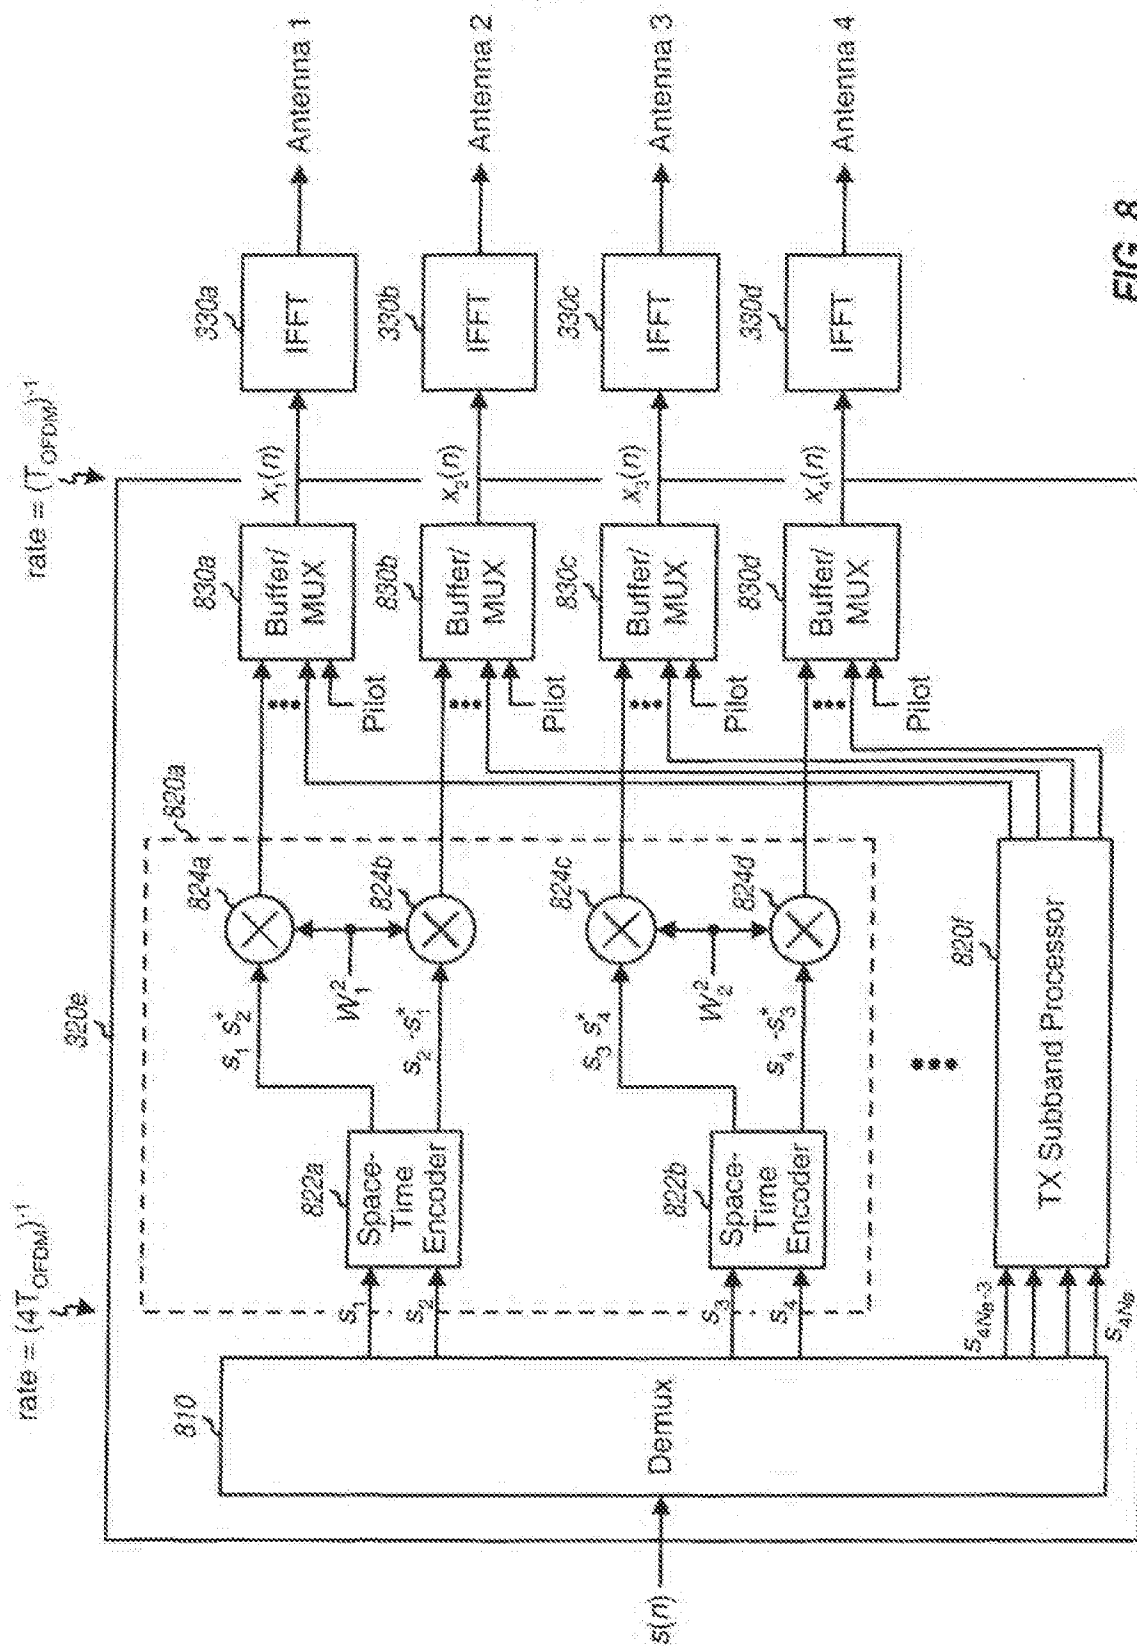 rate = (4T_OFDM)^-1
rate = (T_OFDM)^-1
320e
810
820a
s(n)
Demux
s_1
s_2
s_3
s_4
s_4N_B-3
s_4N_B
822a
Space-
Time
Encoder
822b
Space-
Time
Encoder
s_1 s_2^*
s_2 -s_1^*
s_3 s_4^*
s_4 -s_3^*
824a
824b
824c
824d
W_1^2
W_2^2
820f
TX Subband Processor
830a
Buffer/
MUX
Pilot
830b
Buffer/
MUX
Pilot
830c
Buffer/
MUX
Pilot
830d
Buffer/
MUX
Pilot
x_1(n)
x_2(n)
x_3(n)
x_4(n)
330a
IFFT
330b
IFFT
330c
IFFT
330d
IFFT
Antenna 1
Antenna 2
Antenna 3
Antenna 4
FIG. 8